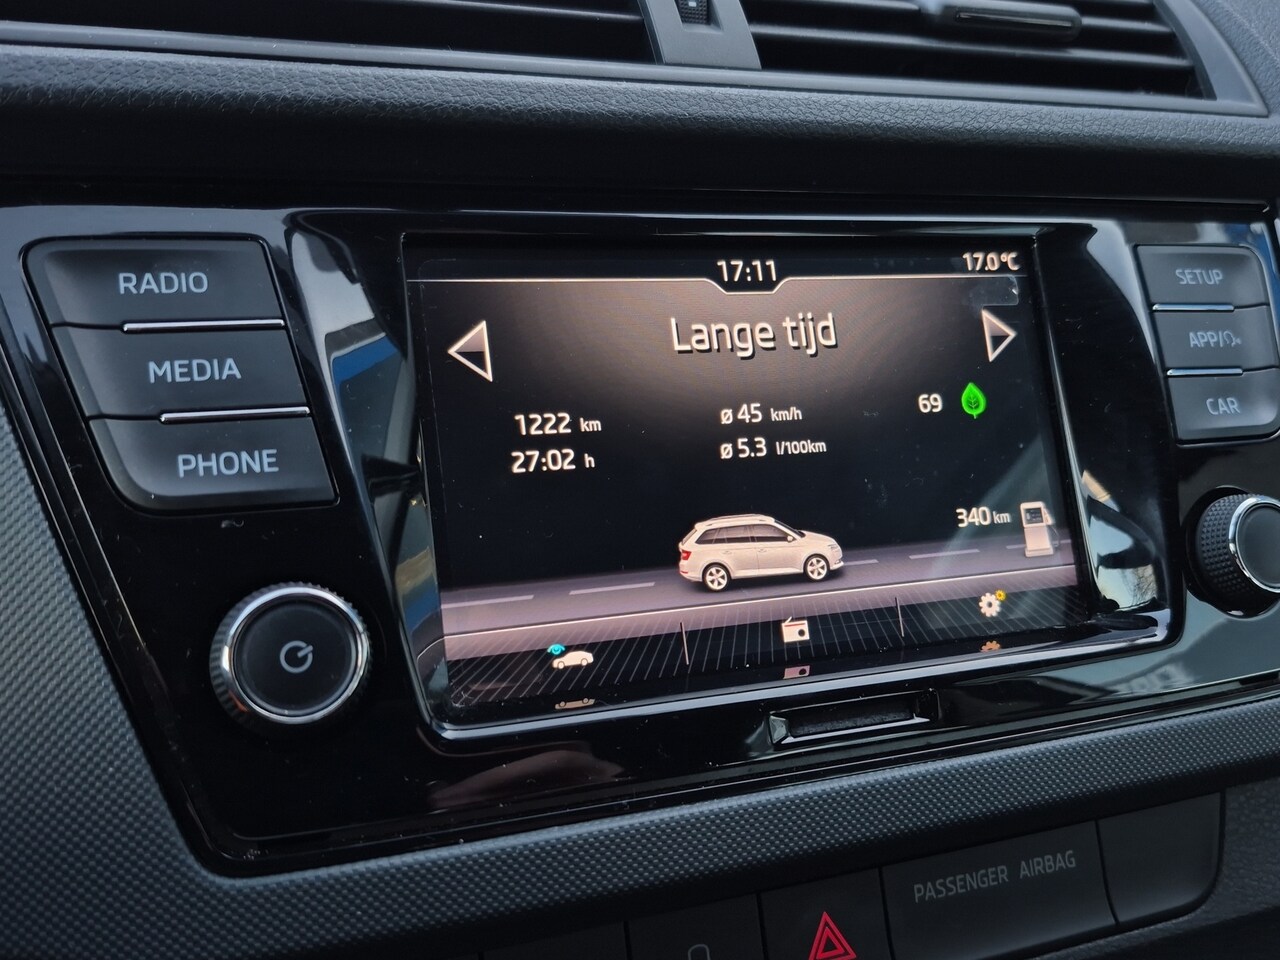 RADIO
MEDIA
PHONE
17:11
17.0°C
Lange tijd
1222 km
27:02 h
ø 45 km/h
ø 5.3 l/100km
69
340 km
SETUP
APP/
CAR
PASSENGER AIRBAG